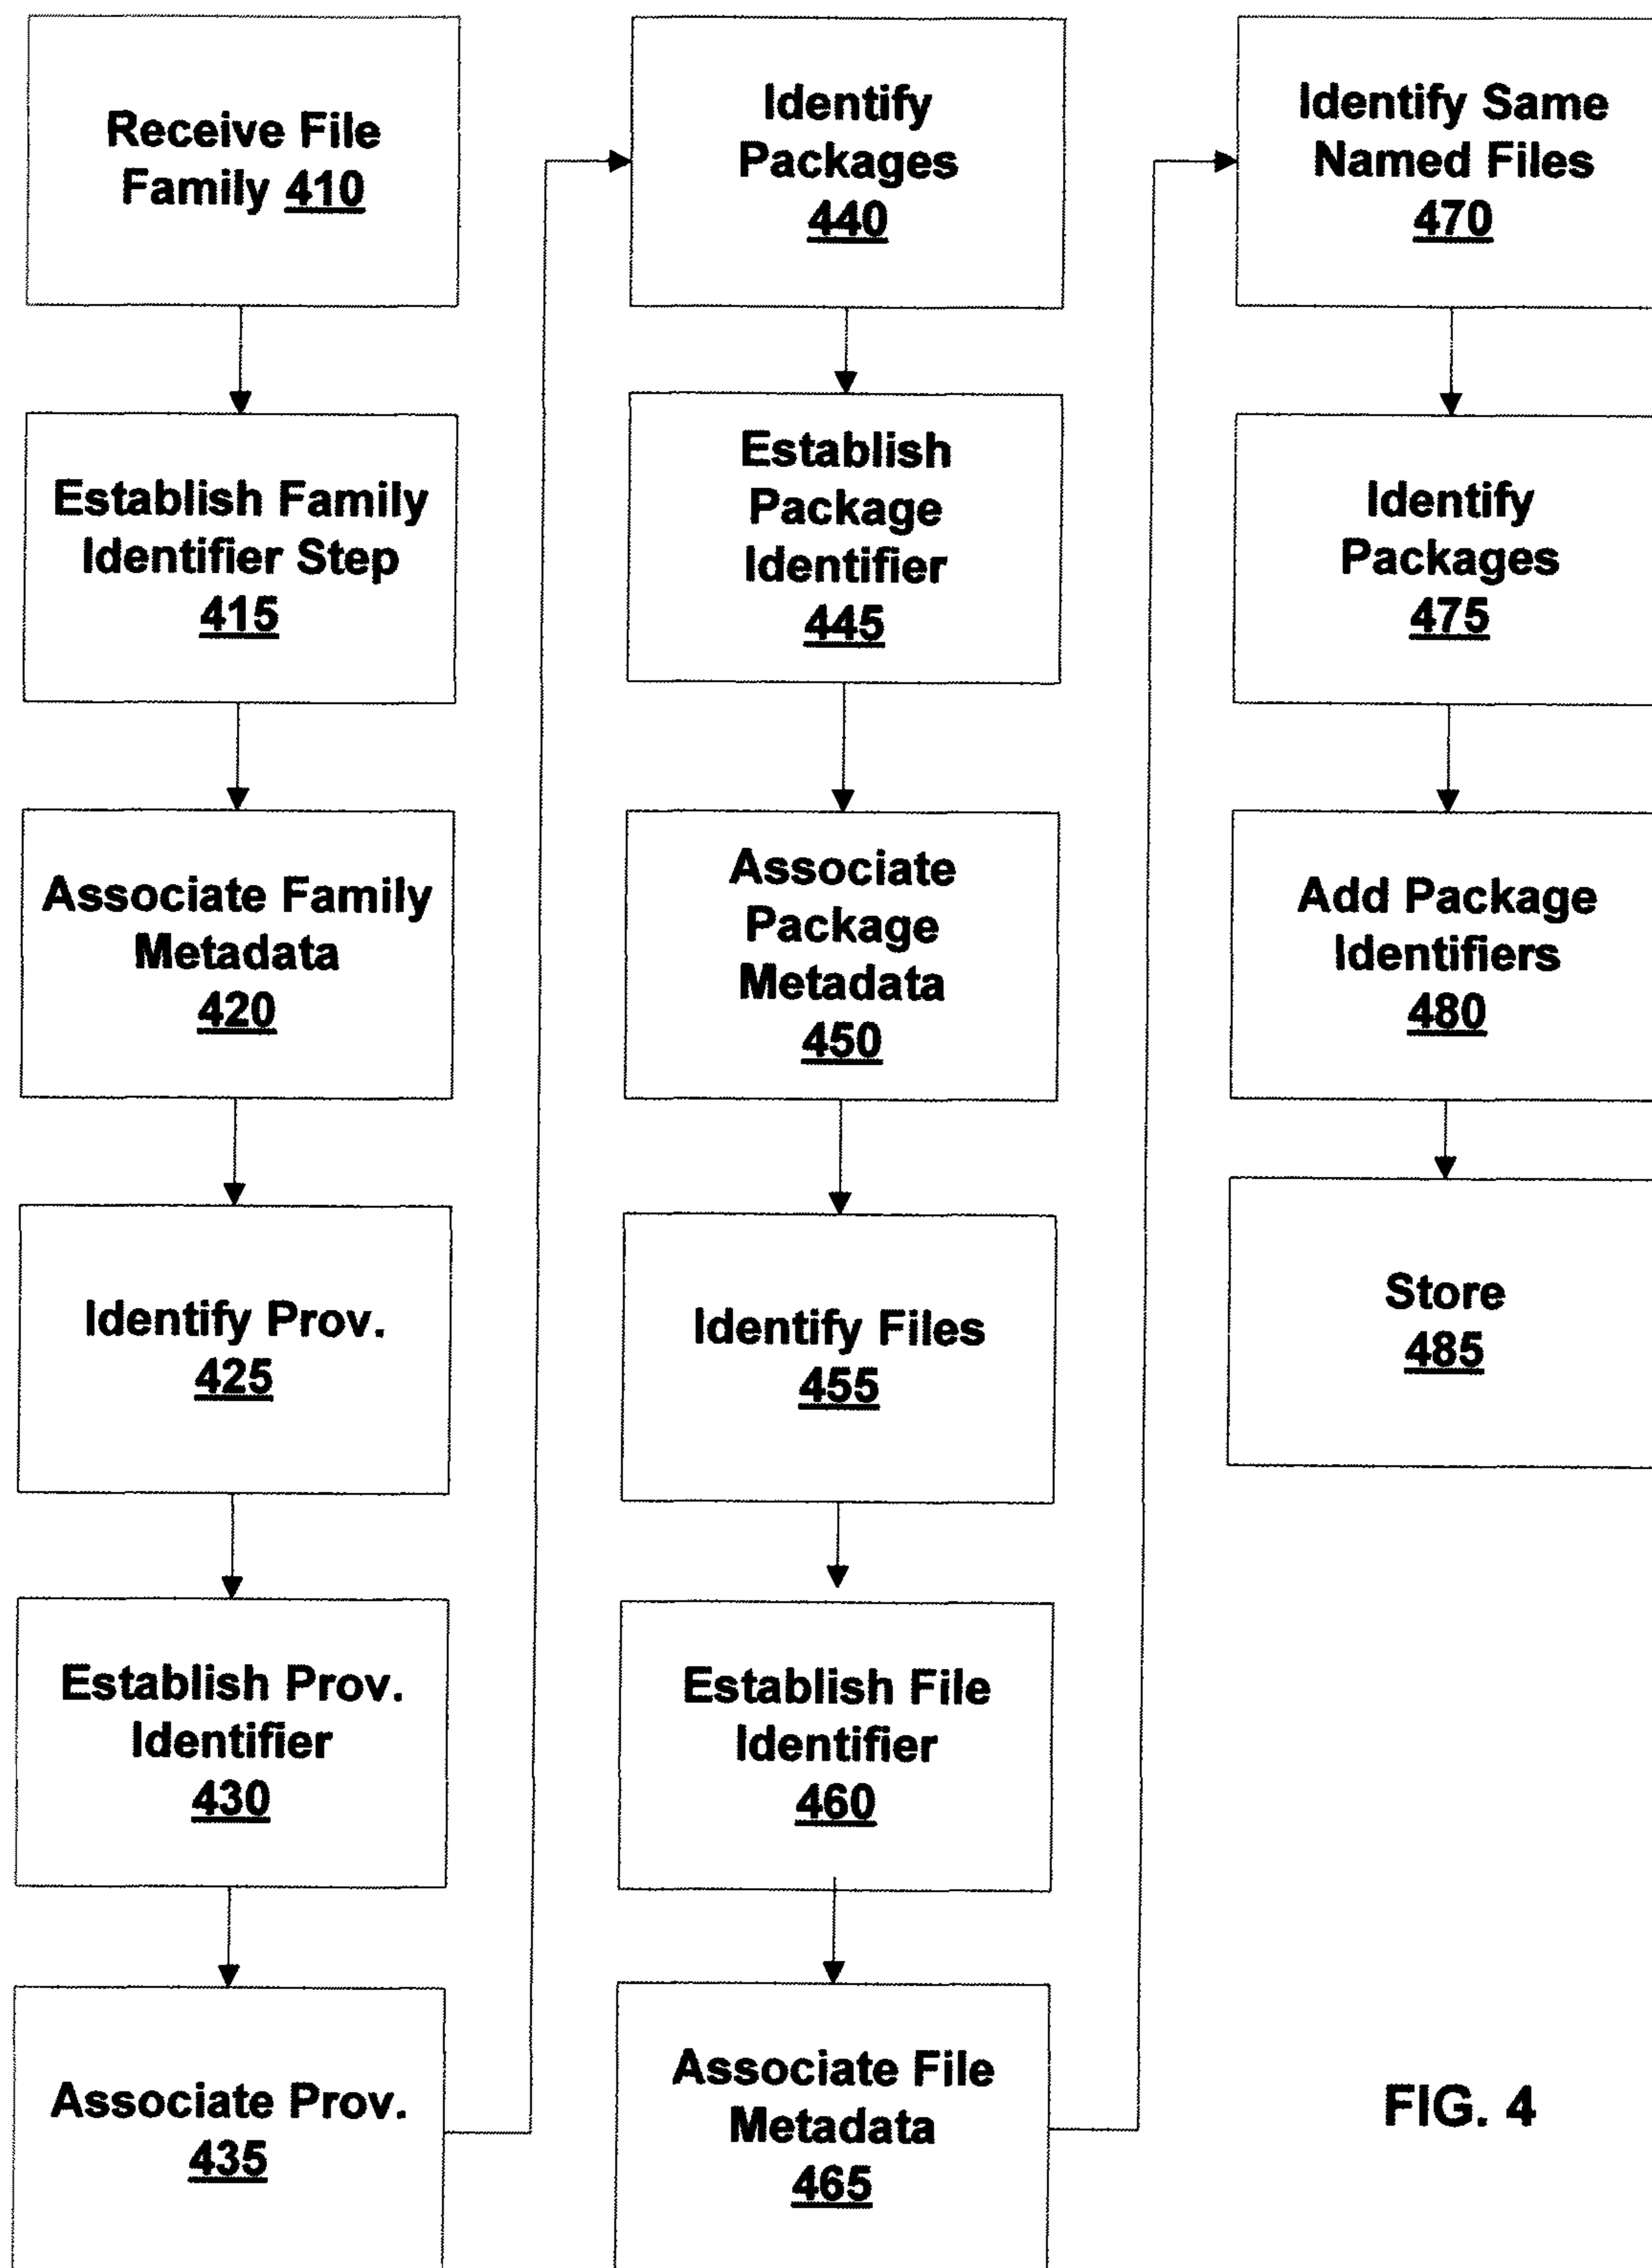 Receive File
Family 410
Establish Family
Identifier Step
415
Associate Family
Metadata
420
Identify Prov.
425
Establish Prov.
Identifier
430
Associate Prov.
435
Identify
Packages
440
Establish
Package
Identifier
445
Associate
Package
Metadata
450
Identify Files
455
Establish File
Identifier
460
Associate File
Metadata
465
Identify Same
Named Files
470
Identify
Packages
475
Add Package
Identifiers
480
Store
485
FIG. 4